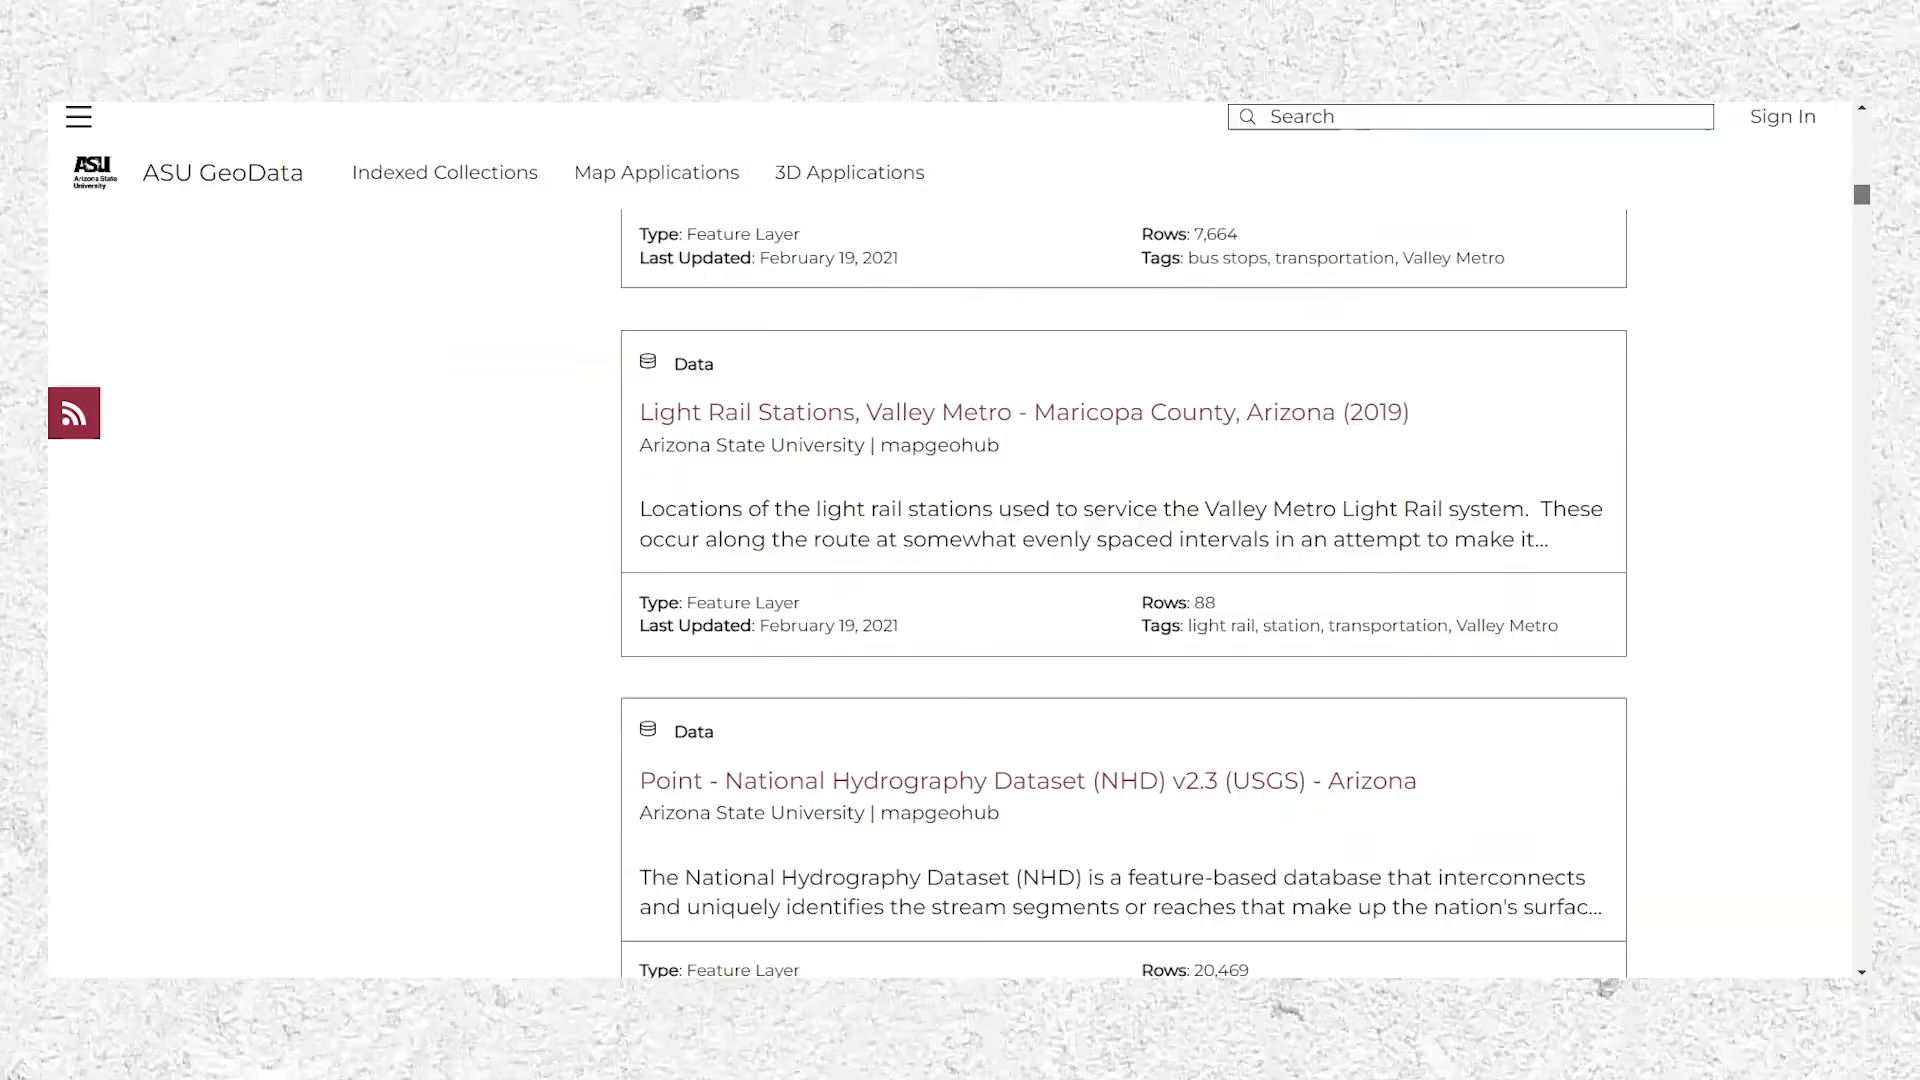 Search
Sign In
ASU
Arizona State
University
ASU GeoData
Indexed Collections
Map Applications
3D Applications
Type: Feature Layer
Rows: 7,664
Last Updated: February 19, 2021
Tags: bus stops, transportation, Valley Metro
Data
Light Rail Stations, Valley Metro - Maricopa County, Arizona (2019)
Arizona State University | mapgeohub
Locations of the light rail stations used to service the Valley Metro Light Rail system. These
occur along the route at somewhat evenly spaced intervals in an attempt to make it...
Type: Feature Layer
Rows: 88
Last Updated: February 19, 2021
Tags: light rail, station, transportation, Valley Metro
Data
Point - National Hydrography Dataset (NHD) v2.3 (USGS) - Arizona
Arizona State University | mapgeohub
The National Hydrography Dataset (NHD) is a feature-based database that interconnects
and uniquely identifies the stream segments or reaches that make up the nation's surfac...
Type: Feature Layer
Rows: 20,469